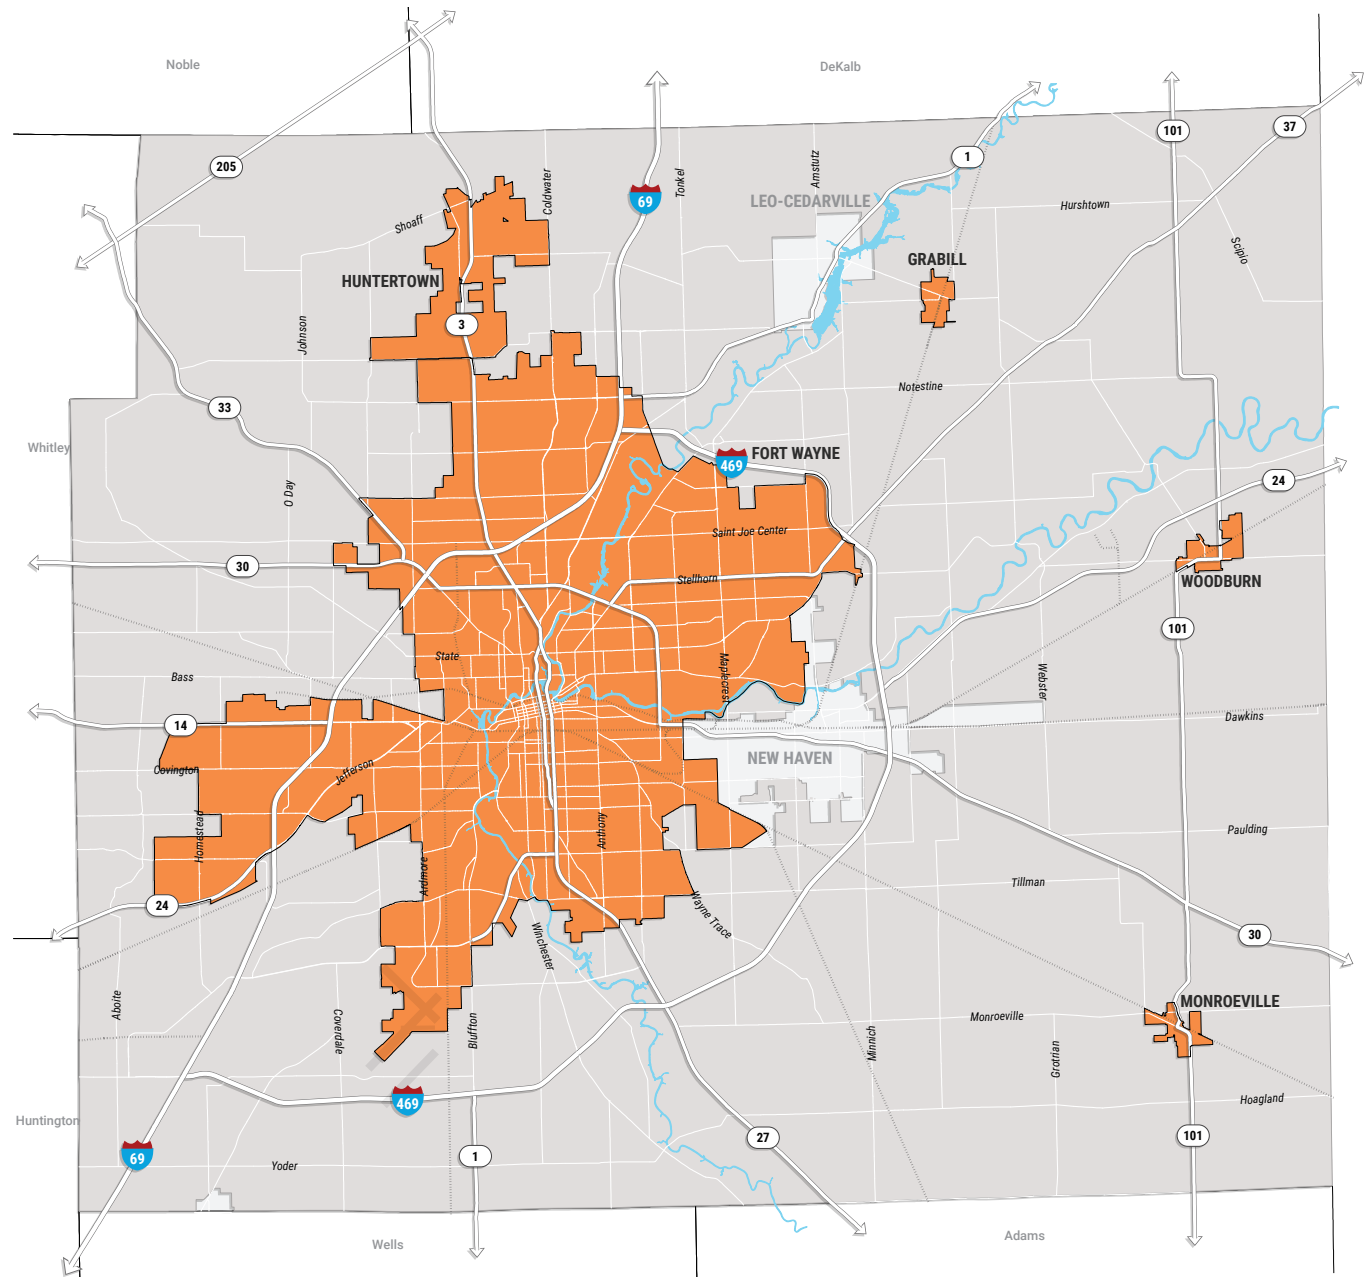 Noble
DeKalb
101
37
205
1
Amstutz
Tonkel
Coldwater
69
LEO-CEDARVILLE
Hurshtown
Shoaff
Scipio
GRABILL
HUNTERTOWN
3
Johnson
Notestine
33
Whitley
FORT WAYNE
469
24
O Day
Saint Joe Center
30
Stellhorn
WOODBURN
101
State
Maplecrest
Webster
Bass
14
Dawkins
NEW HAVEN
Covington
Jefferson
Homestead
Anthony
Paulding
Ardmore
Tillman
24
Wayne Trace
Winchester
30
Aboite
MONROEVILLE
Coverdale
Bluffton
Monroeville
Minnich
Grotrian
469
Hoagland
Huntington
69
1
27
101
Yoder
Wells
Adams